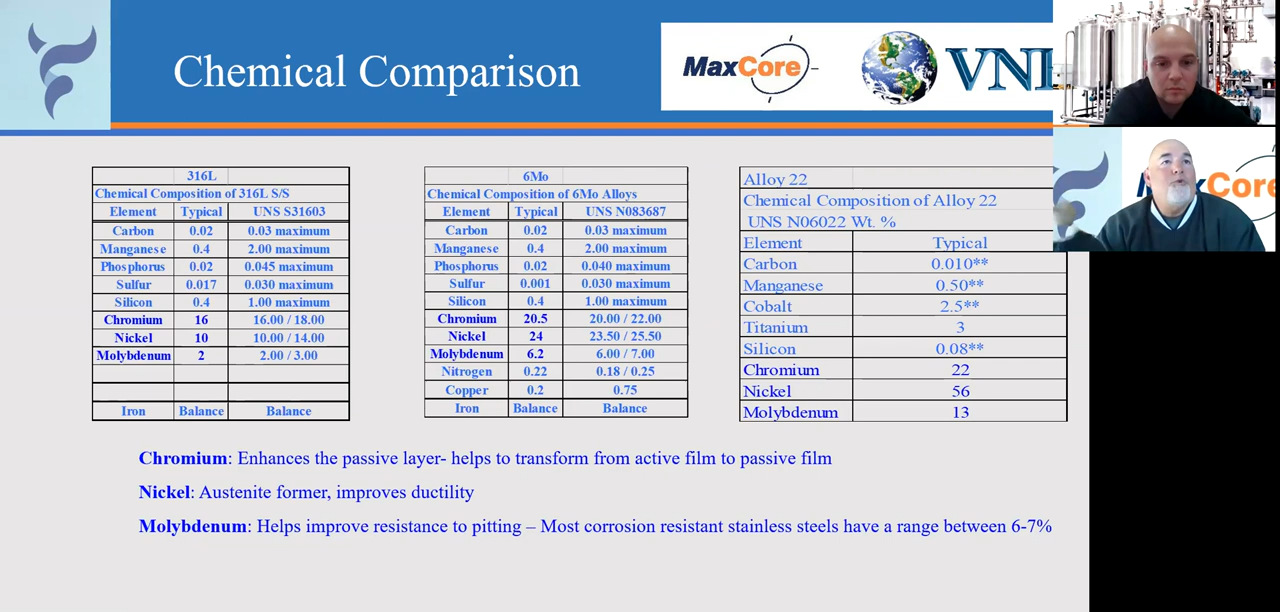 Chemical Comparison
MaxCore
316L
Chemical Composition of 316L S/S
Element Typical UNS S31603
Carbon 0.02 0.03 maximum
Manganese 0.4 2.00 maximum
Phosphorus 0.02 0.045 maximum
Sulfur 0.017 0.030 maximum
Silicon 0.4 1.00 maximum
Chromium 16 16.00 / 18.00
Nickel 10 10.00 / 14.00
Molybdenum 2 2.00 / 3.00
Iron Balance Balance
6Mo
Chemical Composition of 6Mo Alloys
Element Typical UNS N083687
Carbon 0.02 0.03 maximum
Manganese 0.4 2.00 maximum
Phosphorus 0.02 0.040 maximum
Sulfur 0.001 0.030 maximum
Silicon 0.4 1.00 maximum
Chromium 20.5 20.00 / 22.00
Nickel 24 23.50 / 25.50
Molybdenum 6.2 6.00 / 7.00
Nitrogen 0.22 0.18 / 0.25
Copper 0.2 0.75
Iron Balance Balance
Alloy 22
Chemical Composition of Alloy 22
UNS N06022 Wt. %
Element Typical
Carbon 0.010**
Manganese 0.50**
Cobalt 2.5**
Titanium 3
Silicon 0.08**
Chromium 22
Nickel 56
Molybdenum 13
Chromium: Enhances the passive layer- helps to transform from active film to passive film
Nickel: Austenite former, improves ductility
Molybdenum: Helps improve resistance to pitting – Most corrosion resistant stainless steels have a range between 6-7%